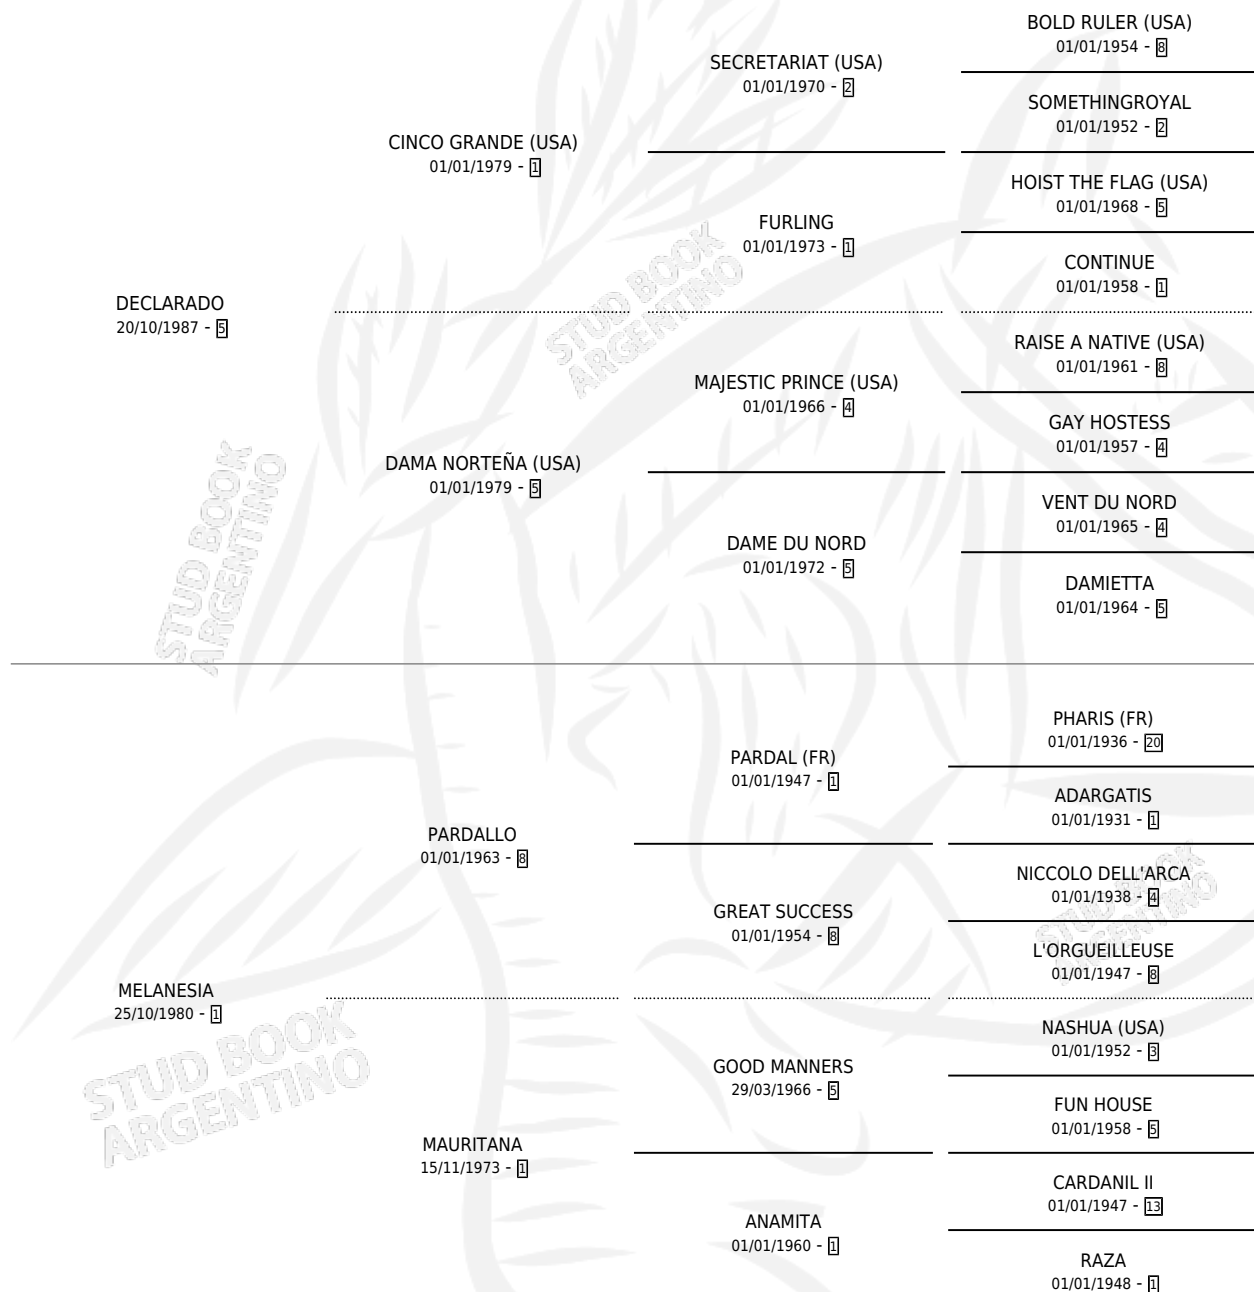 BOLD RULER (USA)
01/01/1954 - 8
SECRETARIAT (USA)
01/01/1970 - 2
SOMETHINGROYAL
01/01/1952 - 2
CINCO GRANDE (USA)
01/01/1979 - 1
HOIST THE FLAG (USA)
01/01/1968 - 5
FURLING
01/01/1973 - 1
CONTINUE
01/01/1958 - 1
DECLARADO
20/10/1987 - 5
STUD BOOK
ARGENTINO
RAISE A NATIVE (USA)
01/01/1961 - 8
MAJESTIC PRINCE (USA)
01/01/1966 - 4
GAY HOSTESS
01/01/1957 - 4
DAMA NORTEÑA (USA)
01/01/1979 - 5
VENT DU NORD
01/01/1965 - 4
DAME DU NORD
01/01/1972 - 5
DAMIETTA
01/01/1964 - 5
STUD BOOK
ARGENTINO
PHARIS (FR)
01/01/1936 - 20
PARDAL (FR)
01/01/1947 - 1
ADARGATIS
01/01/1931 - 1
PARDALLO
01/01/1963 - 8
NICCOLO DELL'ARCA
01/01/1938 - 4
STUD BOOK
ARGENTINO
GREAT SUCCESS
01/01/1954 - 8
L'ORGUEILLEUSE
01/01/1947 - 8
MELANESIA
25/10/1980 - 1
STUD BOOK
ARGENTINO
NASHUA (USA)
01/01/1952 - 3
GOOD MANNERS
29/03/1966 - 5
FUN HOUSE
01/01/1958 - 5
MAURITANA
15/11/1973 - 1
CARDANIL II
01/01/1947 - 13
ANAMITA
01/01/1960 - 1
RAZA
01/01/1948 - 1